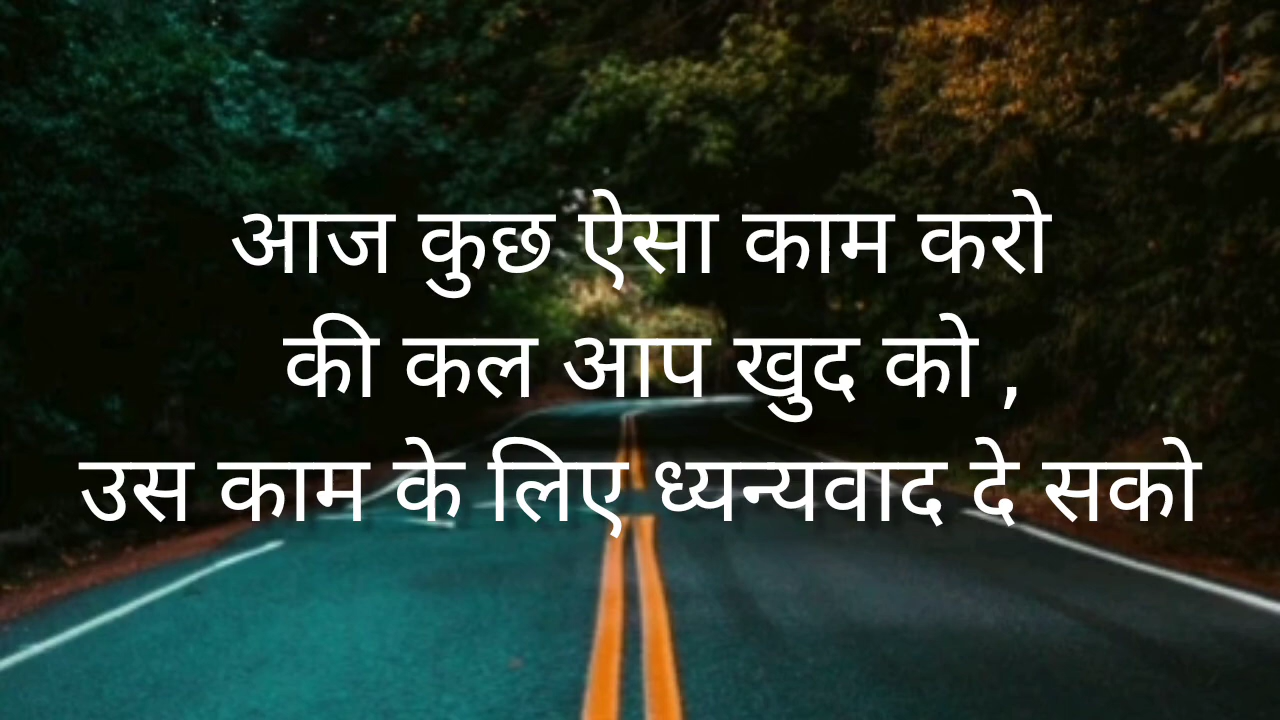 आज कुछ ऐसा काम करो
की कल आप खुद को ,
उस काम के लिए ध्यन्यवाद दे सको